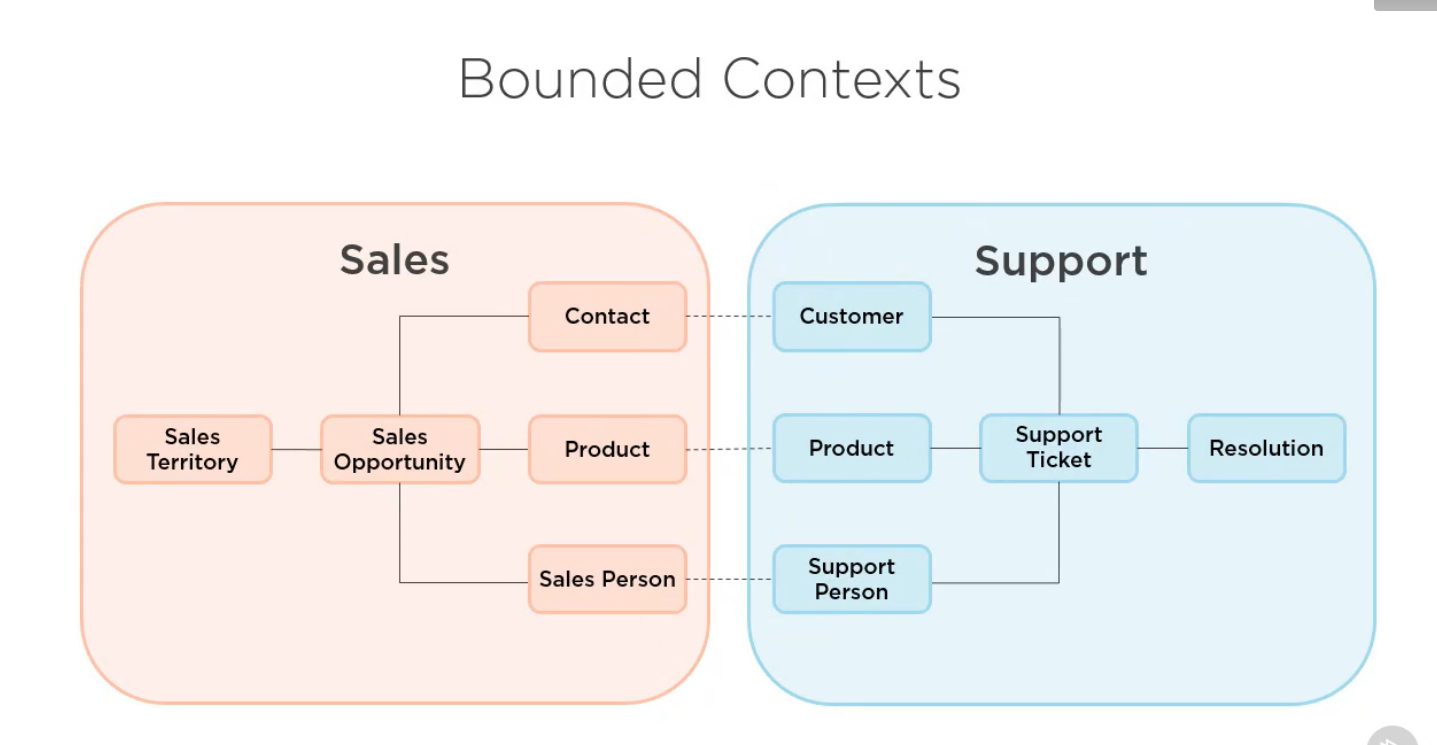 Bounded Contexts
Sales
Support
Contact
Customer
Sales
Territory
Sales
Opportunity
Product
Product
Support
Ticket
Resolution
Sales Person
Support
Person